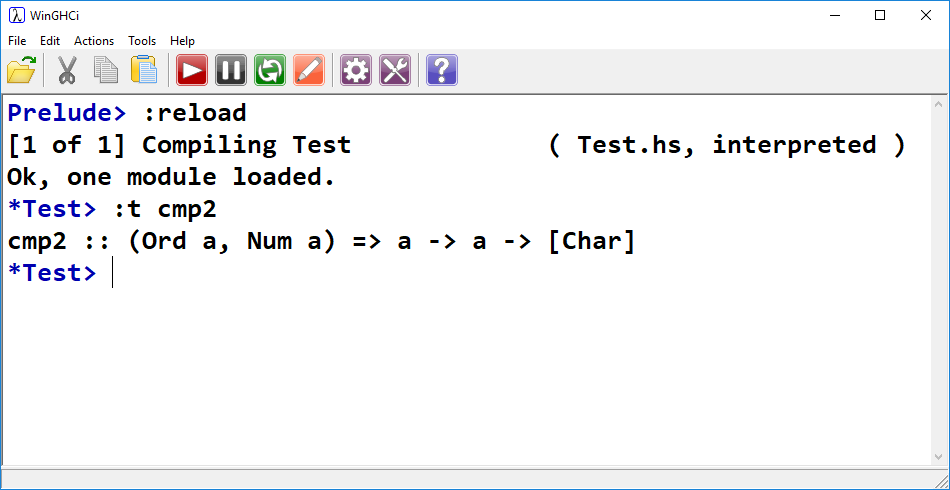 WinGHCi
File Edit Actions Tools Help
Prelude> :reload
[1 of 1] Compiling Test             ( Test.hs, interpreted )
Ok, one module loaded.
*Test> :t cmp2
cmp2 :: (Ord a, Num a) => a -> a -> [Char]
*Test>